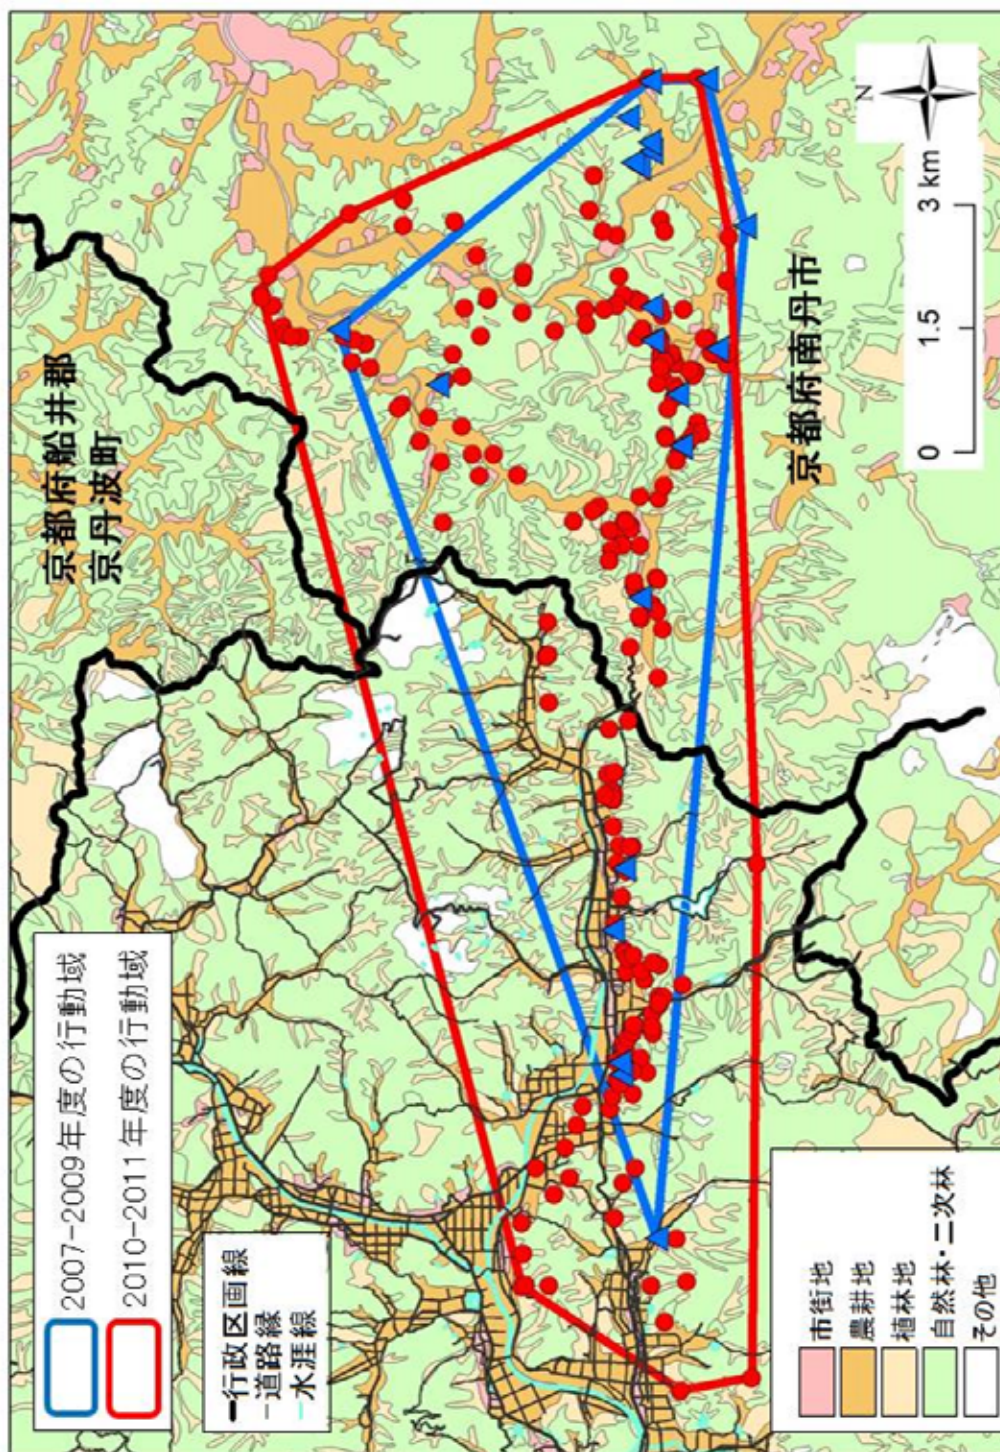 2007-2009年度の行動域
2010-2011年度の行動域
行政区画線
道路縁
水涯線
京都府船井郡
京丹波町
京都府南丹市
N
0 1.5 3 km
市街地
農耕地
植林地
自然林・二次林
その他